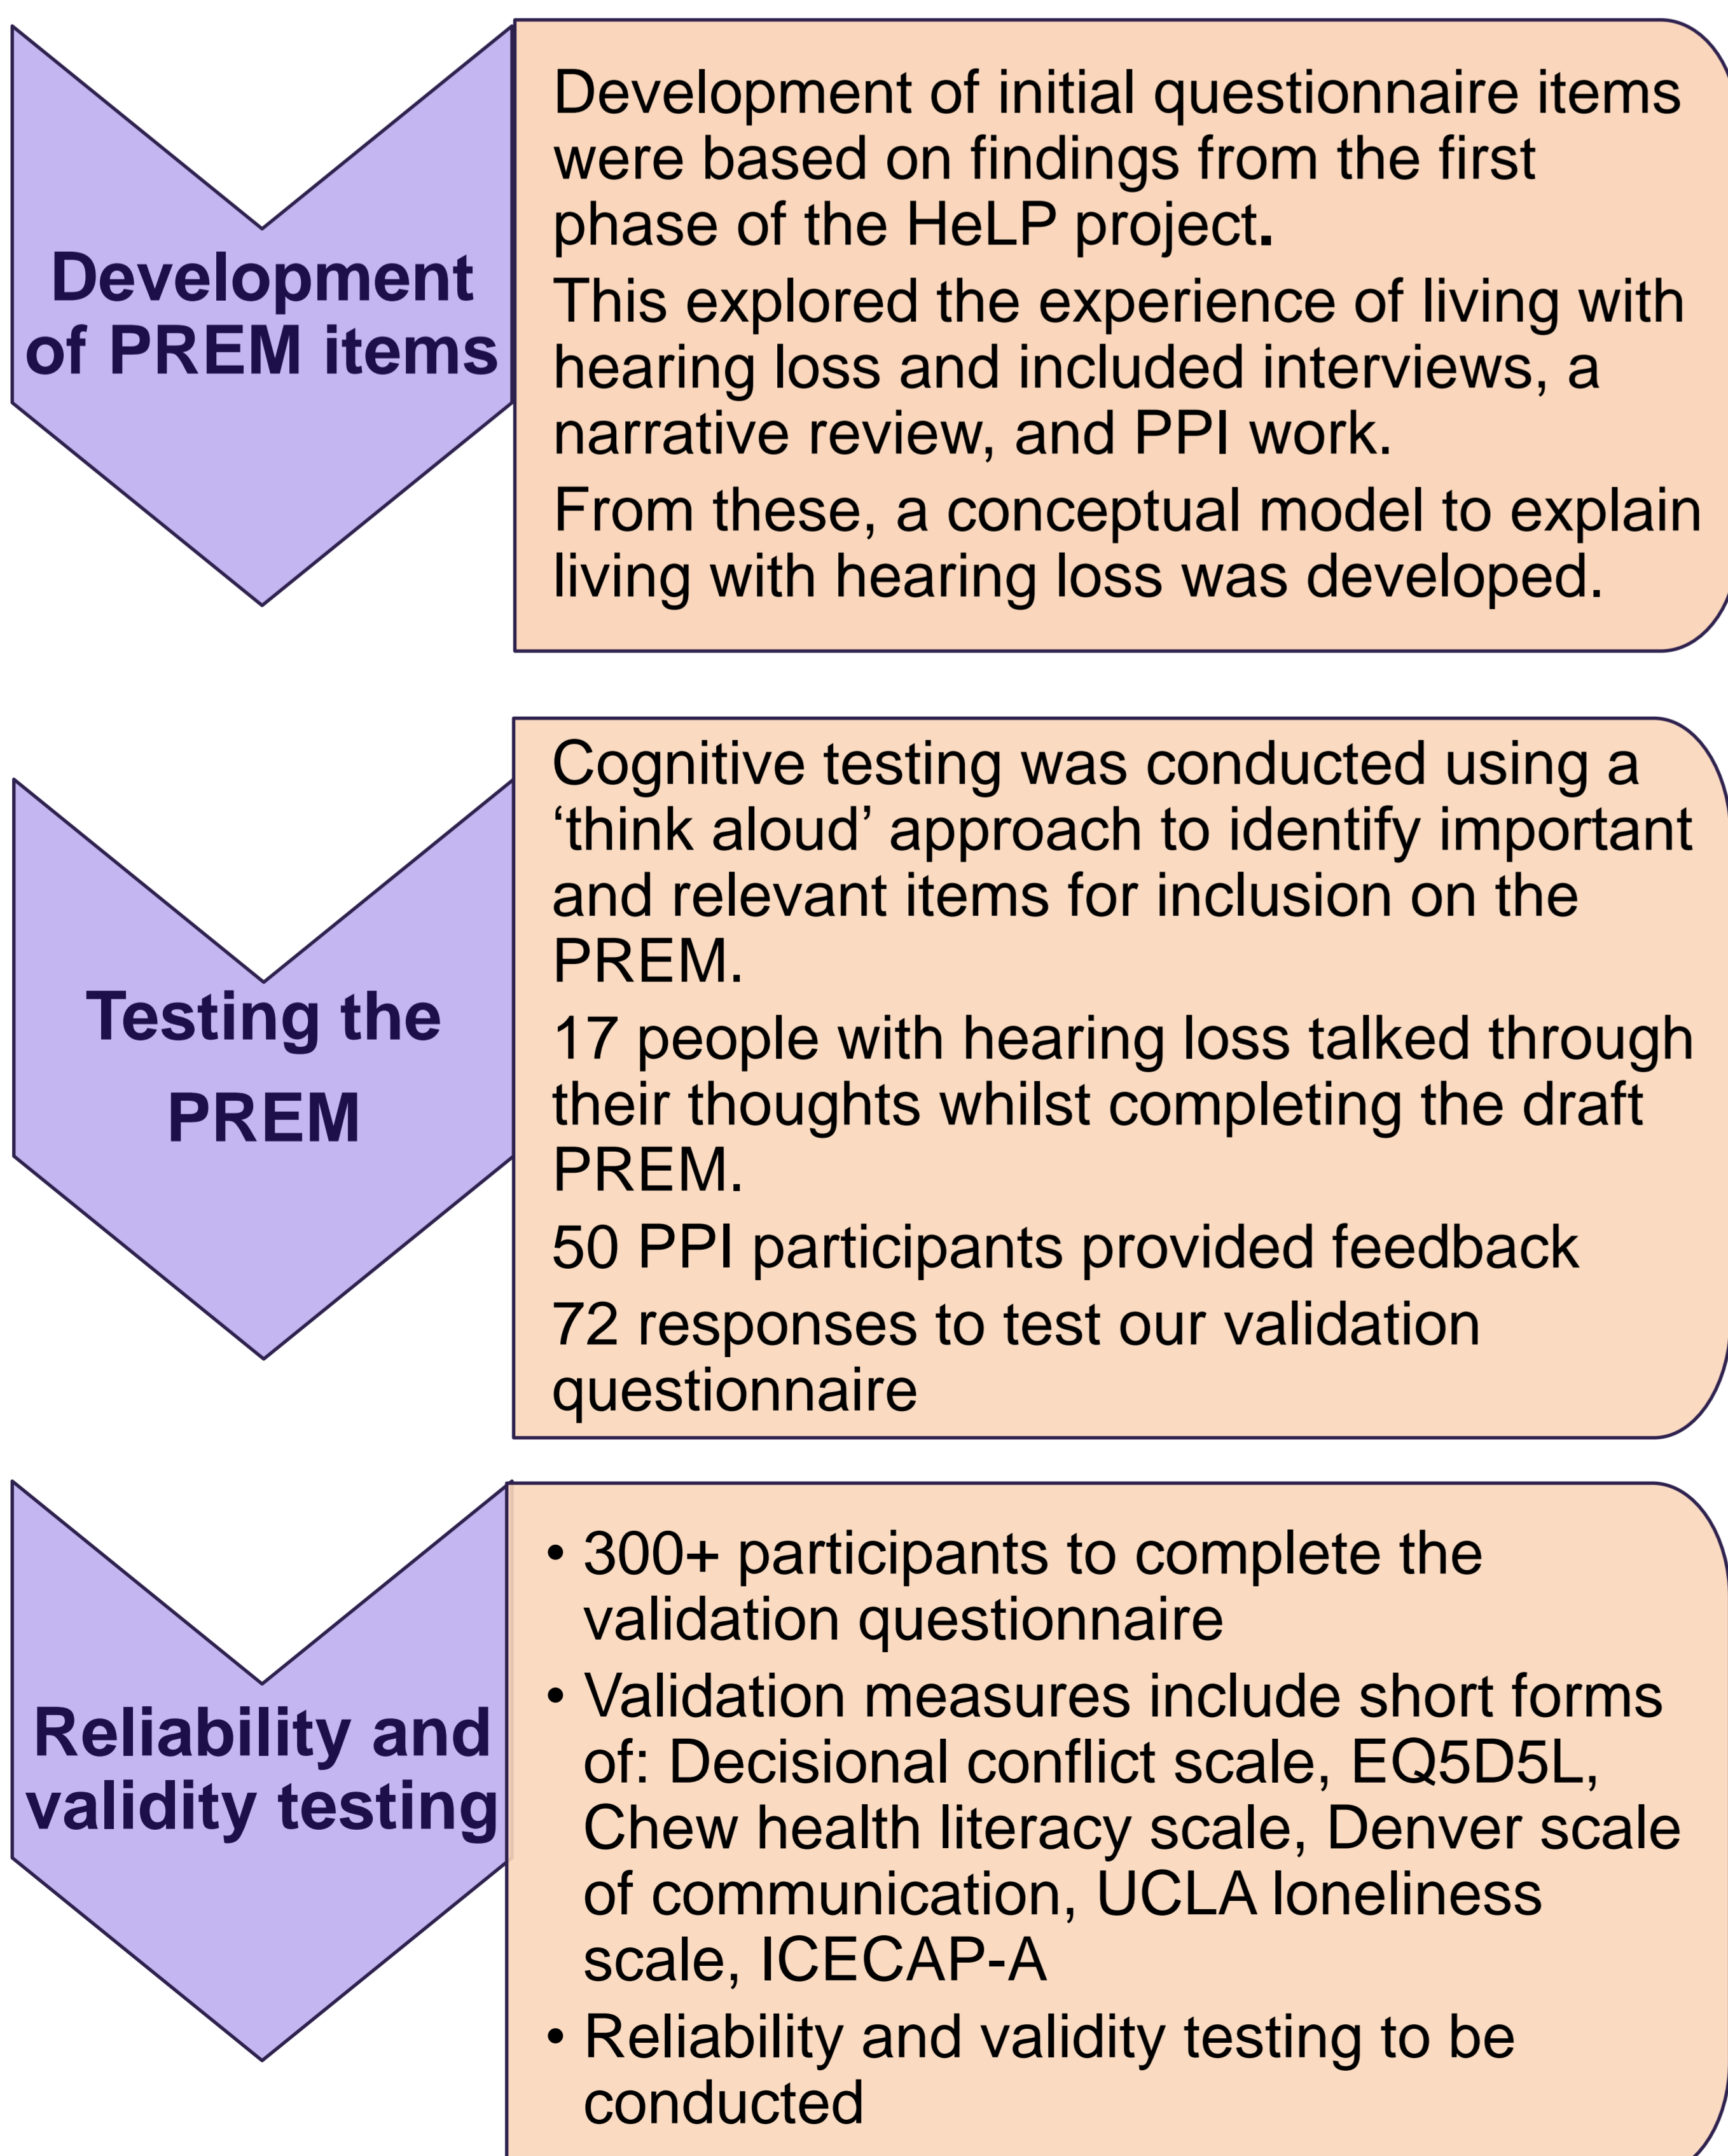 Development
of PREM items
Development of initial questionnaire items
were based on findings from the first
phase of the HeLP project.
This explored the experience of living with
hearing loss and included interviews, a
narrative review, and PPI work.
From these, a conceptual model to explain
living with hearing loss was developed.
Testing the
PREM
Cognitive testing was conducted using a
‘think aloud’ approach to identify important
and relevant items for inclusion on the
PREM.
17 people with hearing loss talked through
their thoughts whilst completing the draft
PREM.
50 PPI participants provided feedback
72 responses to test our validation
questionnaire
Reliability and
validity testing
• 300+ participants to complete the
validation questionnaire
• Validation measures include short forms
of: Decisional conflict scale, EQ5D5L,
Chew health literacy scale, Denver scale
of communication, UCLA loneliness
scale, ICECAP-A
• Reliability and validity testing to be
conducted